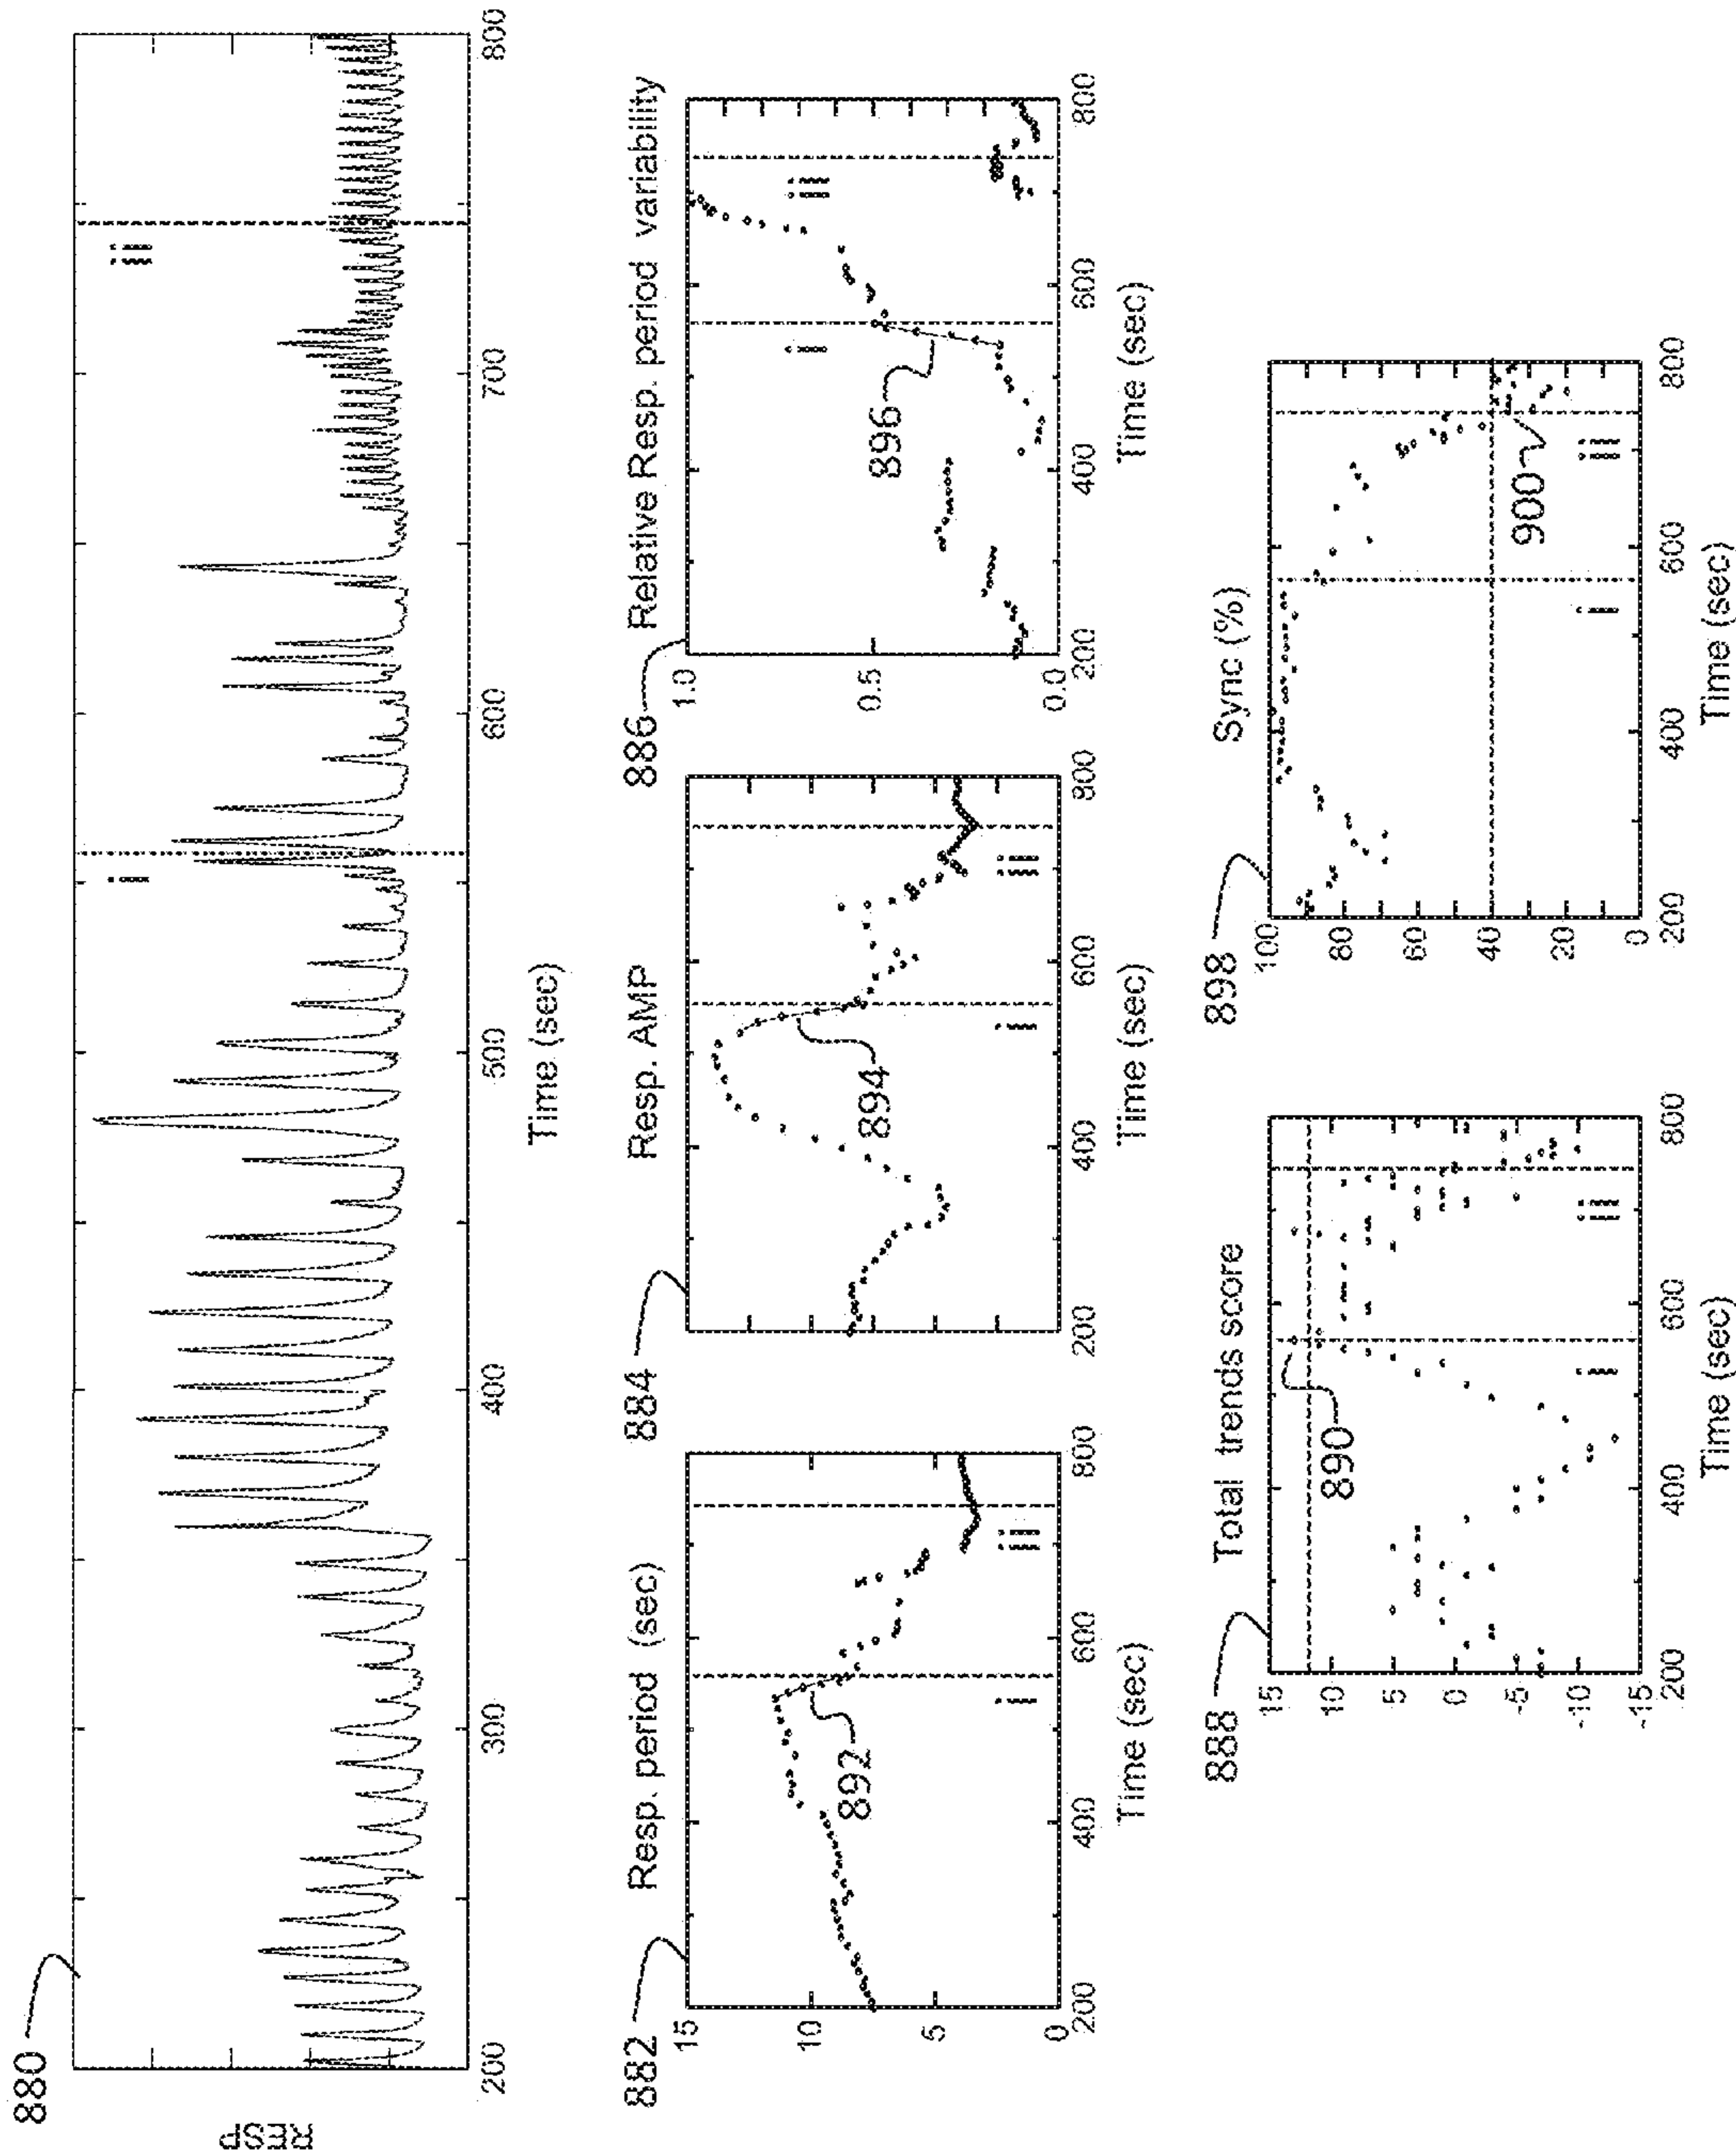 880
RESP
i
ii
200 300 400 500 600 700 800
Time (sec)
882
Resp. period (sec)
15
10
5
0
892
i
ii
200 400 600 800
Time (sec)
884
Resp. AMP
894
i
ii
200 400 600 800
Time (sec)
886
Relative Resp. period variability
1.0
0.5
0.0
896
i
ii
200 400 600 800
Time (sec)
888
Total trends score
15
10
5
0
-5
-10
-15
890
i
ii
200 400 600 800
Time (sec)
898
Sync (%)
100
80
60
40
20
0
900
i
ii
200 400 600 800
Time (sec)